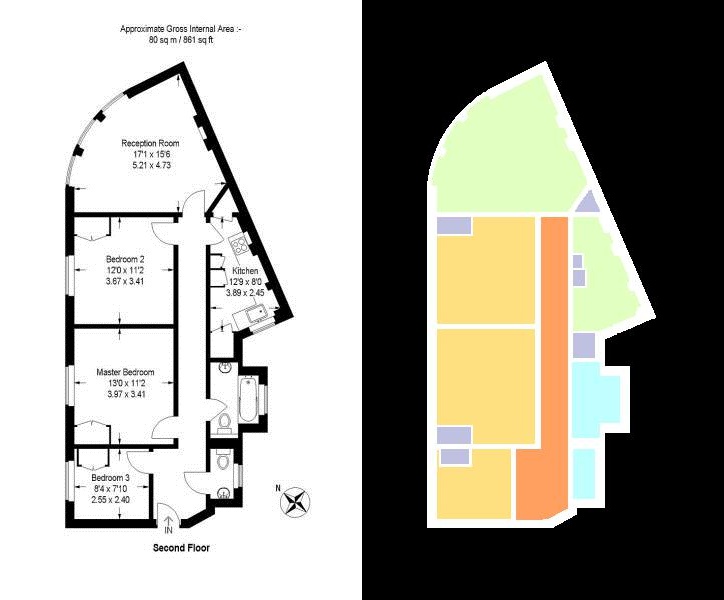 Approximate Gross Internal Area :-
80 sq m / 861 sq ft
Reception Room
17'1 x 15'6
5.21 x 4.73
Bedroom 2
12'0 x 11'2
3.67 x 3.41
Kitchen
12'9 x 8'0
3.89 x 2.45
Master Bedroom
13'0 x 11'2
3.97 x 3.41
Bedroom 3
8'4 x 7'10
2.55 x 2.40
N
IN
Second Floor